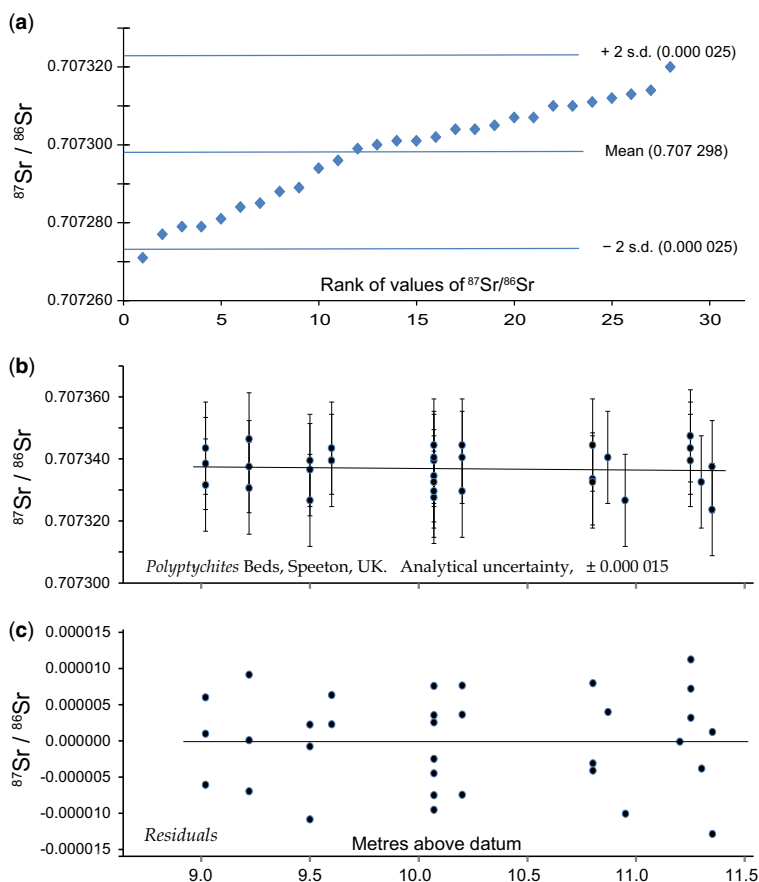 (a)
0.707320
0.707300
0.707280
0.707260
87Sr / 86Sr
+ 2 s.d. (0.000 025)
Mean (0.707 298)
− 2 s.d. (0.000 025)
Rank of values of 87Sr/86Sr
0 5 10 15 20 25 30
(b)
0.707360
0.707340
0.707320
0.707300
87Sr / 86Sr
Polyptychites Beds, Speeton, UK. Analytical uncertainty, ± 0.000 015
(c)
0.000015
0.000010
0.000005
0.000000
-0.000005
-0.000010
-0.000015
87Sr / 86Sr
Residuals
Metres above datum
9.0 9.5 10.0 10.5 11.0 11.5